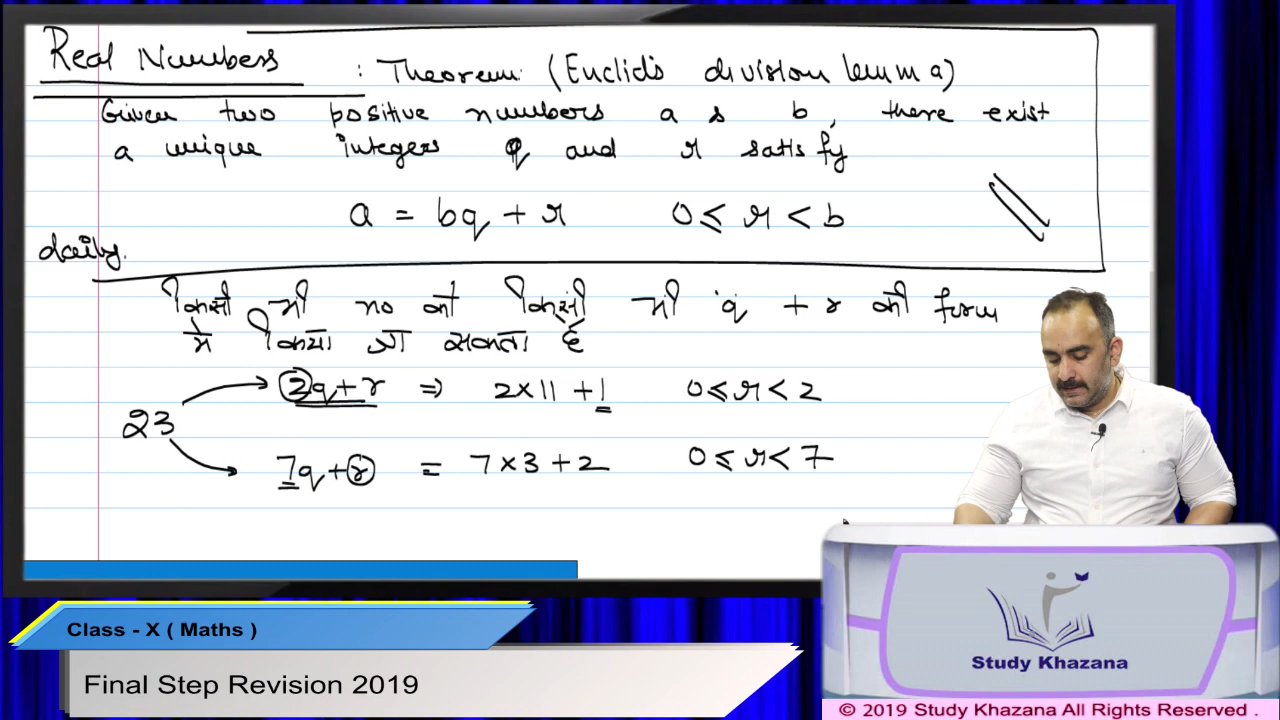 Real Numbers : Theorem (Euclid's division lemma)
Given two positive numbers a & b, there exist
a unique integers q and r satisfy
a = bq + r 0 ≤ r < b
daily.
किसी भी no को किसी भी q + r की form
में किया जा सकता है
2q+r ⇒ 2×11 + 1 0 ≤ r < 2
23
7q+r = 7×3 + 2 0 ≤ r < 7
Study Khazana
Class - X ( Maths )
Final Step Revision 2019
© 2019 Study Khazana All Rights Reserved .